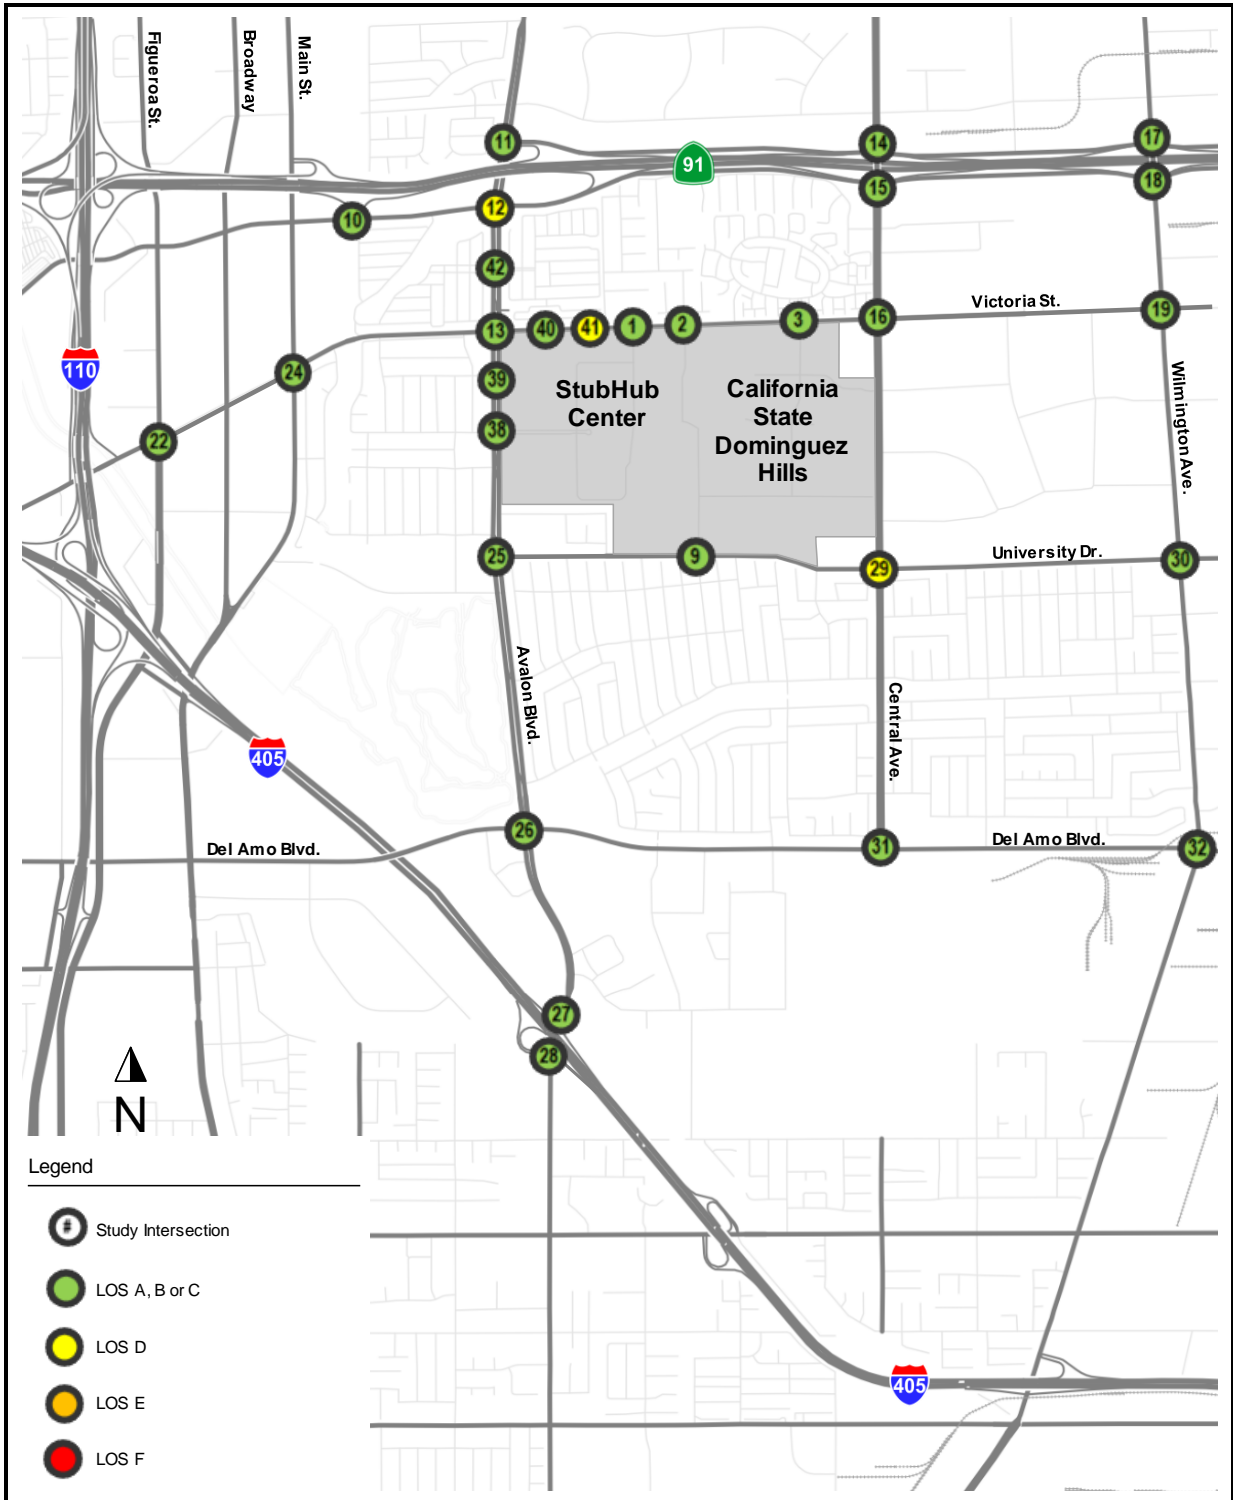 Figueroa St.
Broadway
Main St.
11
14
17
91
15
18
12
10
42
Victoria St.
19
13
40
41
1
2
3
16
110
24
39
StubHub
Center
California
State
Dominguez
Hills
Wilmington Ave.
22
38
25
9
29
University Dr.
30
Avalon Blvd.
Central Ave.
405
Del Amo Blvd.
26
31
Del Amo Blvd.
32
27
28
N
Legend
# Study Intersection
LOS A, B or C
LOS D
LOS E
LOS F
405